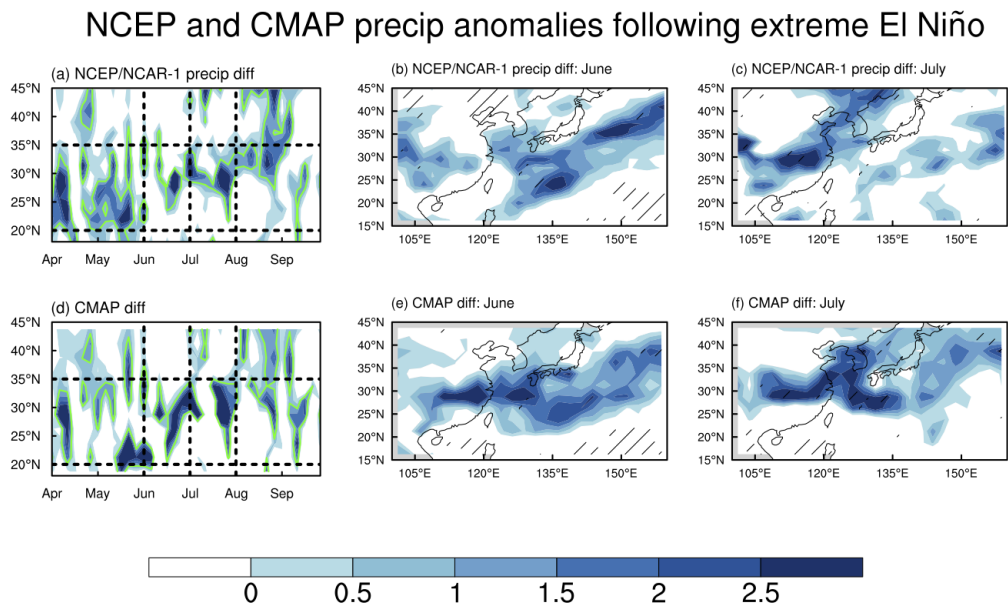 NCEP and CMAP precip anomalies following extreme El Niño
(a) NCEP/NCAR-1 precip diff
45°N
40°N
35°N
30°N
25°N
20°N
Apr May Jun Jul Aug Sep
(b) NCEP/NCAR-1 precip diff: June
45°N
40°N
35°N
30°N
25°N
20°N
15°N
105°E 120°E 135°E 150°E
(c) NCEP/NCAR-1 precip diff: July
45°N
40°N
35°N
30°N
25°N
20°N
15°N
105°E 120°E 135°E 150°E
(d) CMAP diff
45°N
40°N
35°N
30°N
25°N
20°N
Apr May Jun Jul Aug Sep
(e) CMAP diff: June
45°N
40°N
35°N
30°N
25°N
20°N
15°N
105°E 120°E 135°E 150°E
(f) CMAP diff: July
45°N
40°N
35°N
30°N
25°N
20°N
15°N
105°E 120°E 135°E 150°E
0 0.5 1 1.5 2 2.5